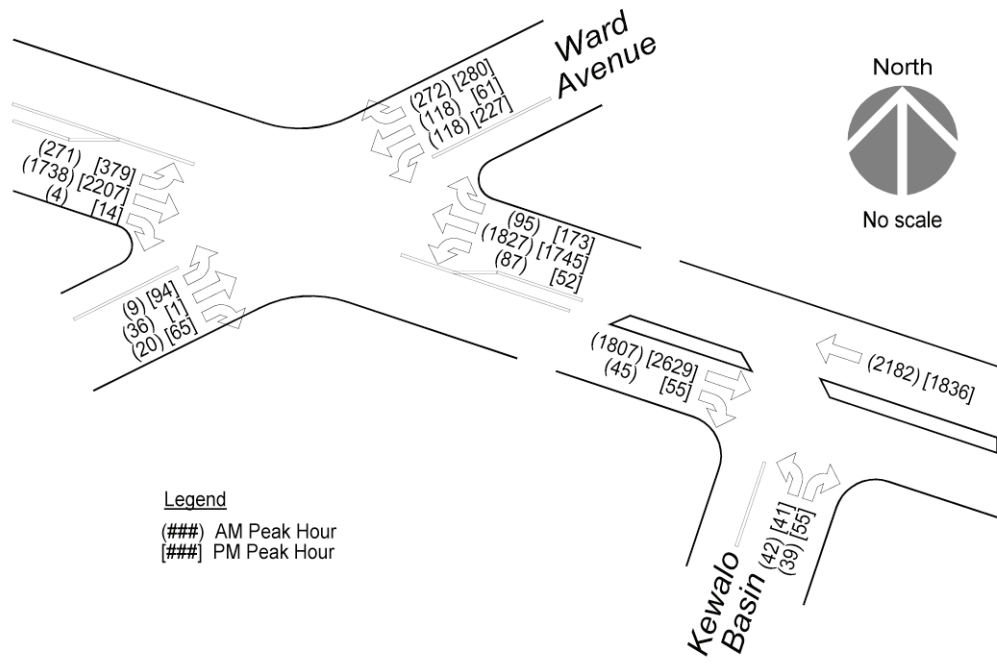 Ward
Avenue
North
No scale
(272) [280]
(118) [61]
(118) [227]
(271) [379]
(1738) [2207]
(4) [14]
(95) [173]
(1827) [1745]
(87) [52]
(9) [94]
(36) [1]
(20) [65]
(1807) [2629]
(45) [55]
(2182) [1836]
(42) [41]
(39) [55]
Kewalo
Basin
Legend
(###) AM Peak Hour
[###] PM Peak Hour